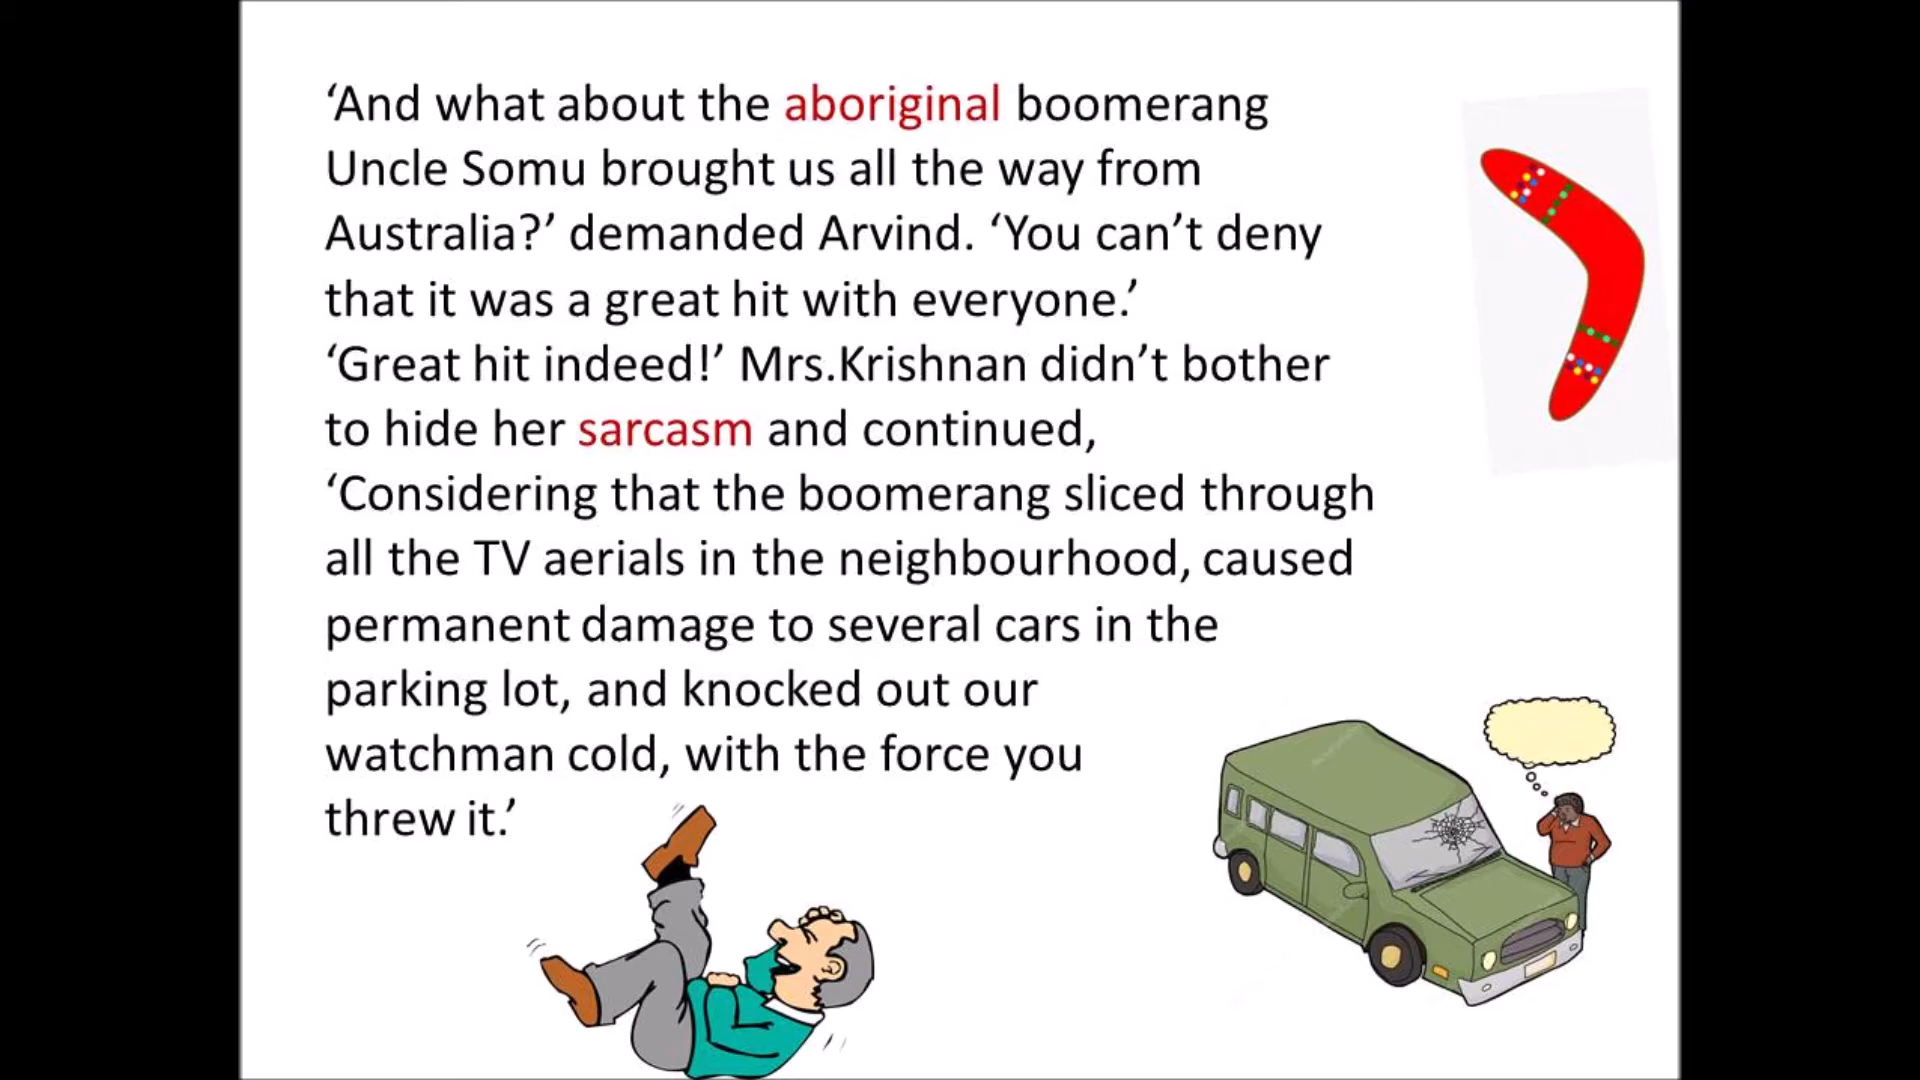 ‘And what about the aboriginal boomerang
Uncle Somu brought us all the way from
Australia?’ demanded Arvind. ‘You can’t deny
that it was a great hit with everyone.’
‘Great hit indeed!’ Mrs.Krishnan didn’t bother
to hide her sarcasm and continued,
‘Considering that the boomerang sliced through
all the TV aerials in the neighbourhood, caused
permanent damage to several cars in the
parking lot, and knocked out our
watchman cold, with the force you
threw it.’